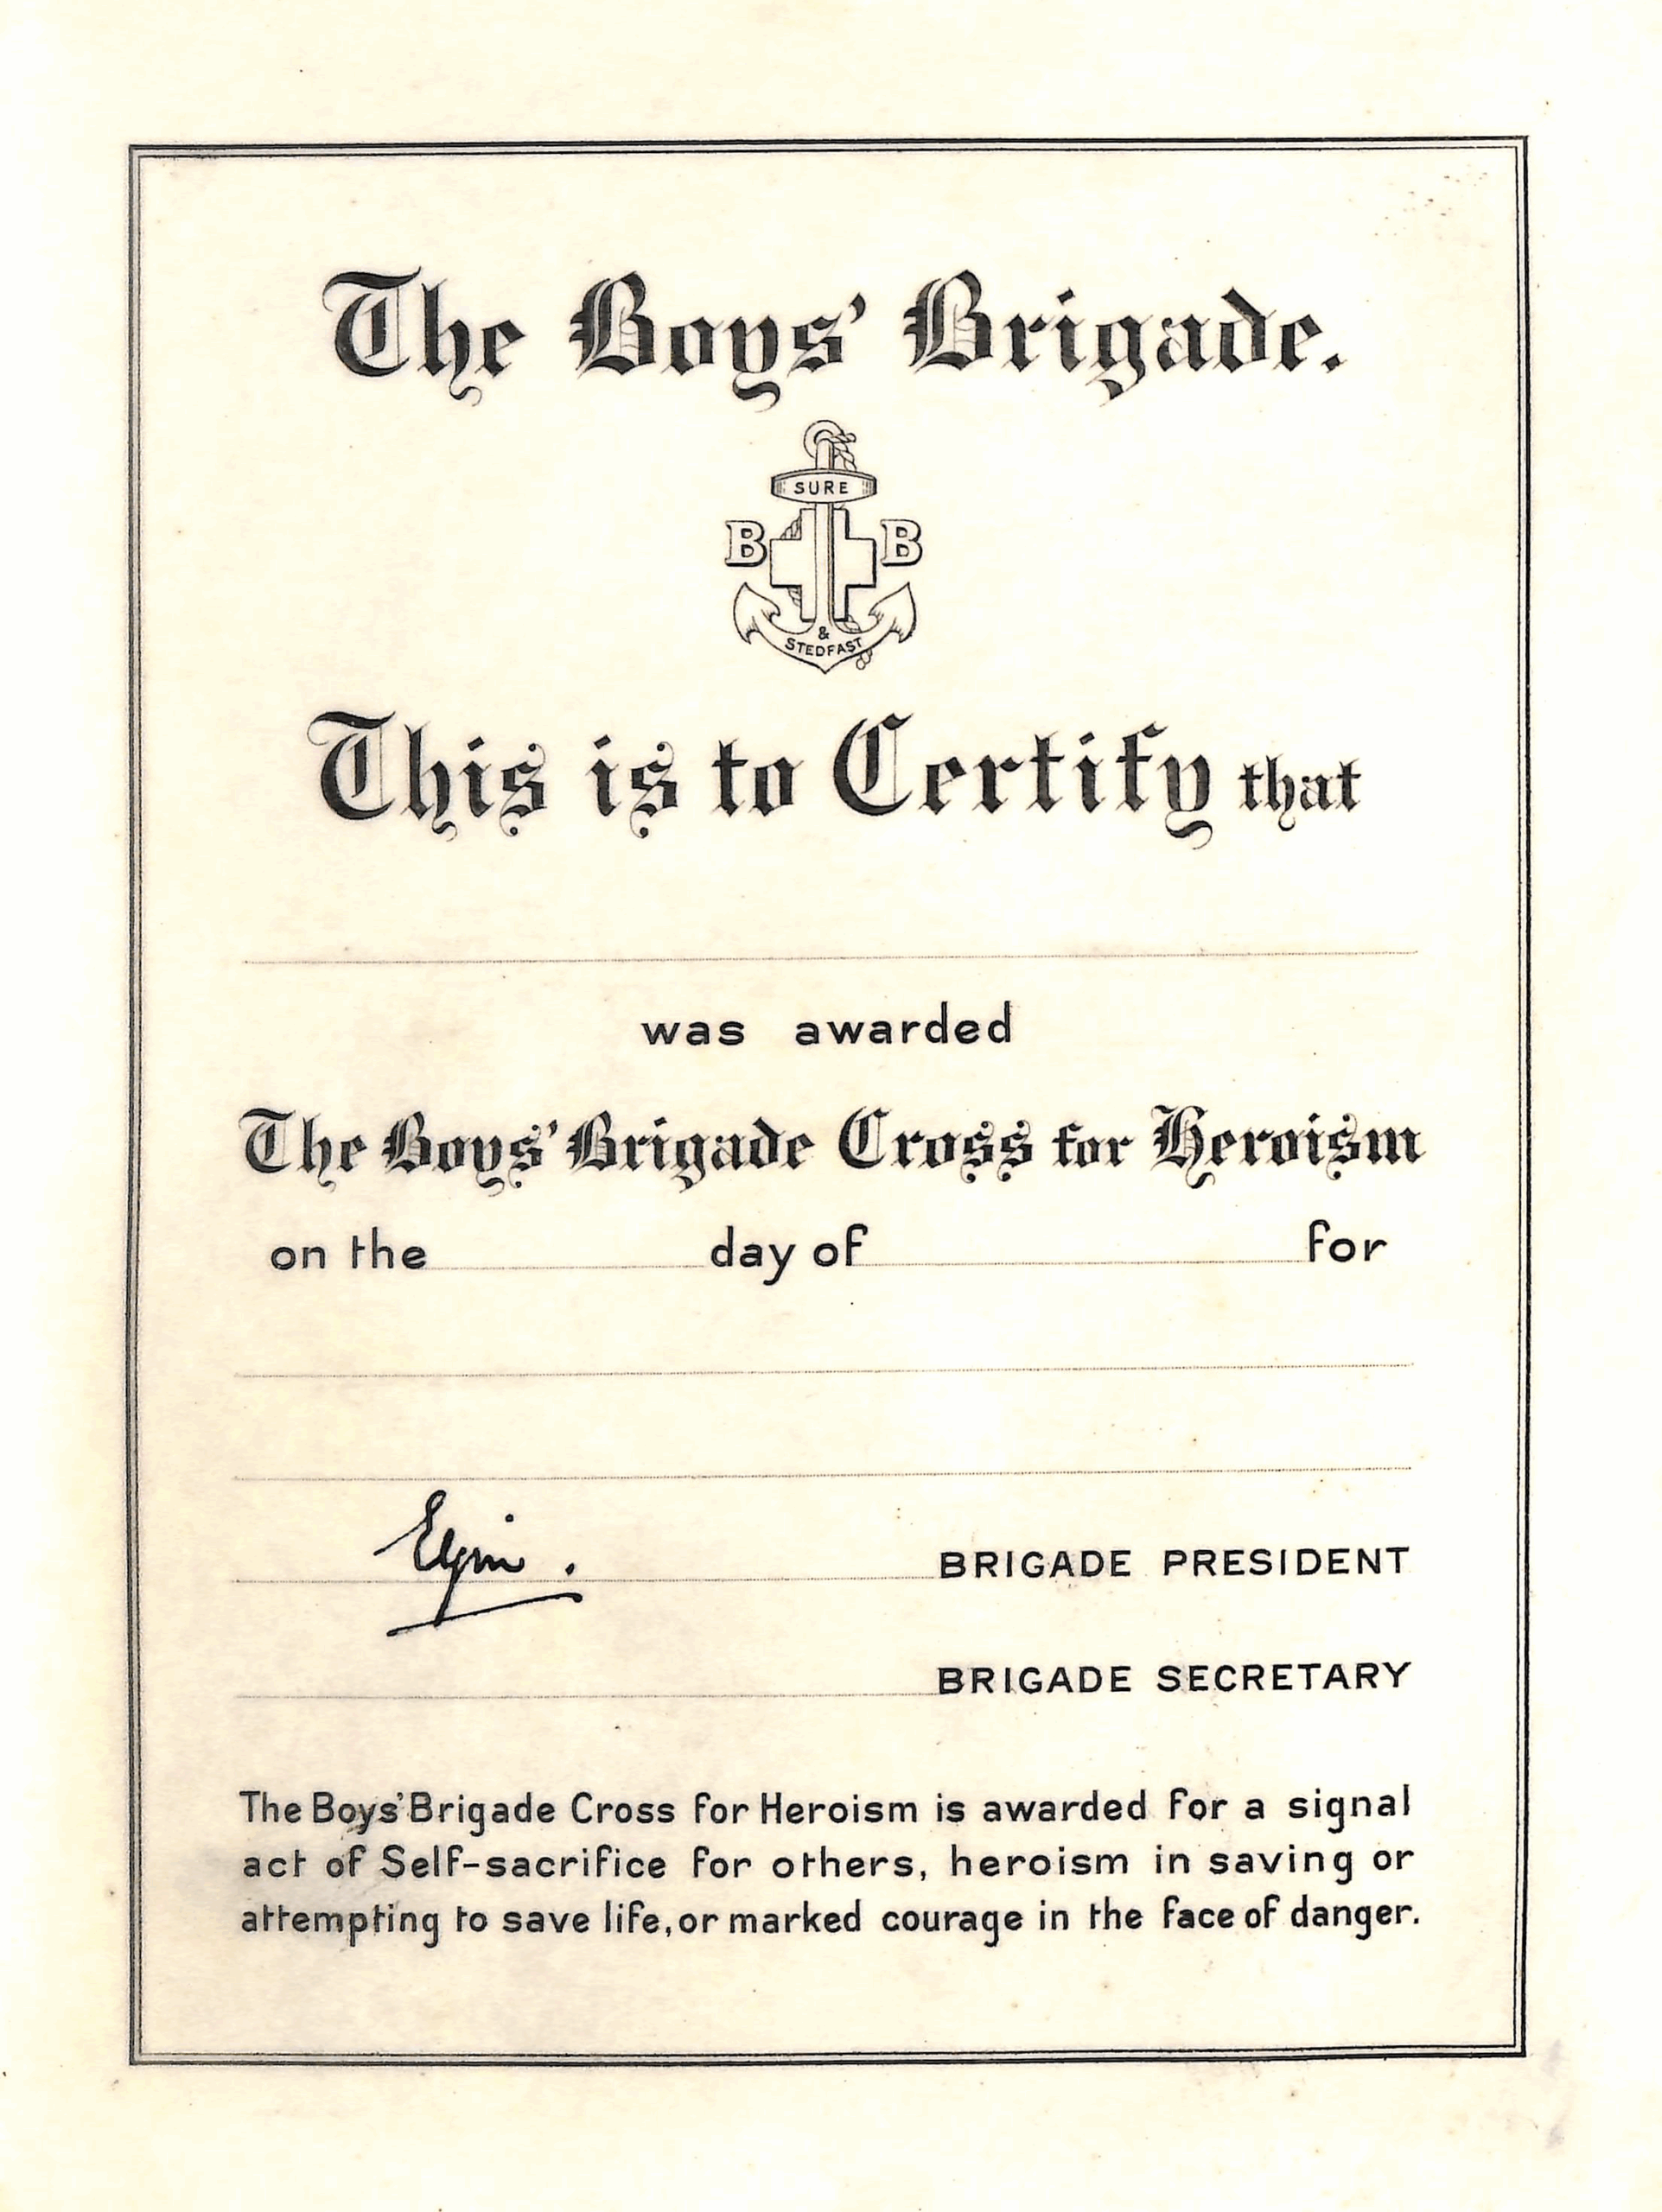 The Boys' Brigade.
SURE
B B
&
STEDFAST
This is to Certify that
was awarded
The Boys' Brigade Cross for Heroism
on the day of for
Elgin.
BRIGADE PRESIDENT
BRIGADE SECRETARY
The Boys' Brigade Cross for Heroism is awarded for a signal
act of Self-sacrifice for others, heroism in saving or
attempting to save life, or marked courage in the face of danger.